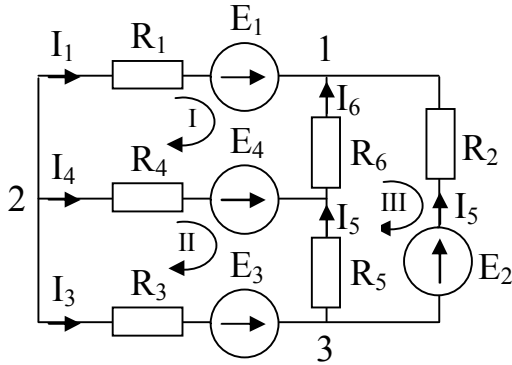 I1 R1 E1 1
I I6
R4 R6 R2
2 I4 E4
III I5
II I5
I3 R3 E3 R5 E2
3